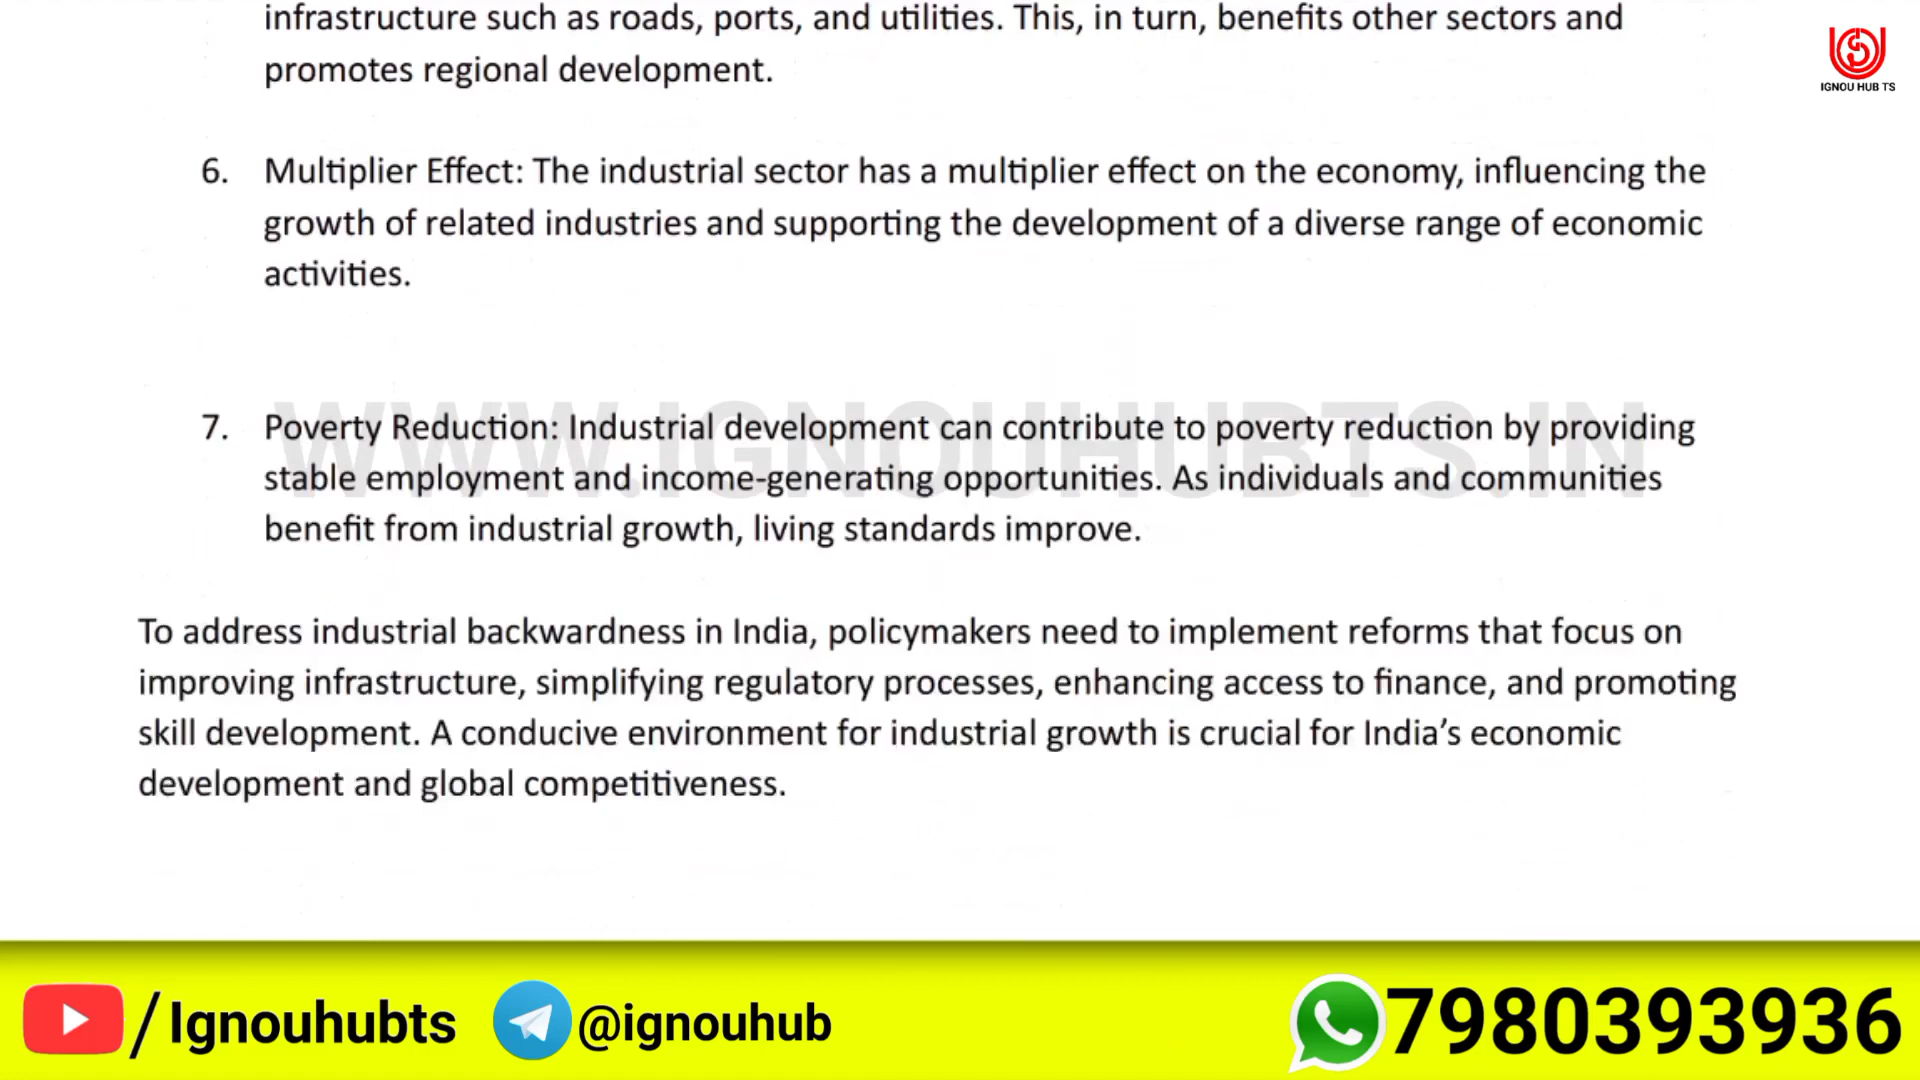 infrastructure such as roads, ports, and utilities. This, in turn, benefits other sectors and
promotes regional development.
IGNOU HUB TS
6. Multiplier Effect: The industrial sector has a multiplier effect on the economy, influencing the
growth of related industries and supporting the development of a diverse range of economic
activities.
WWW.IGNOUHUBTS.IN
7. Poverty Reduction: Industrial development can contribute to poverty reduction by providing
stable employment and income-generating opportunities. As individuals and communities
benefit from industrial growth, living standards improve.
To address industrial backwardness in India, policymakers need to implement reforms that focus on
improving infrastructure, simplifying regulatory processes, enhancing access to finance, and promoting
skill development. A conducive environment for industrial growth is crucial for India’s economic
development and global competitiveness.
/Ignouhubts @ignouhub 7980393936